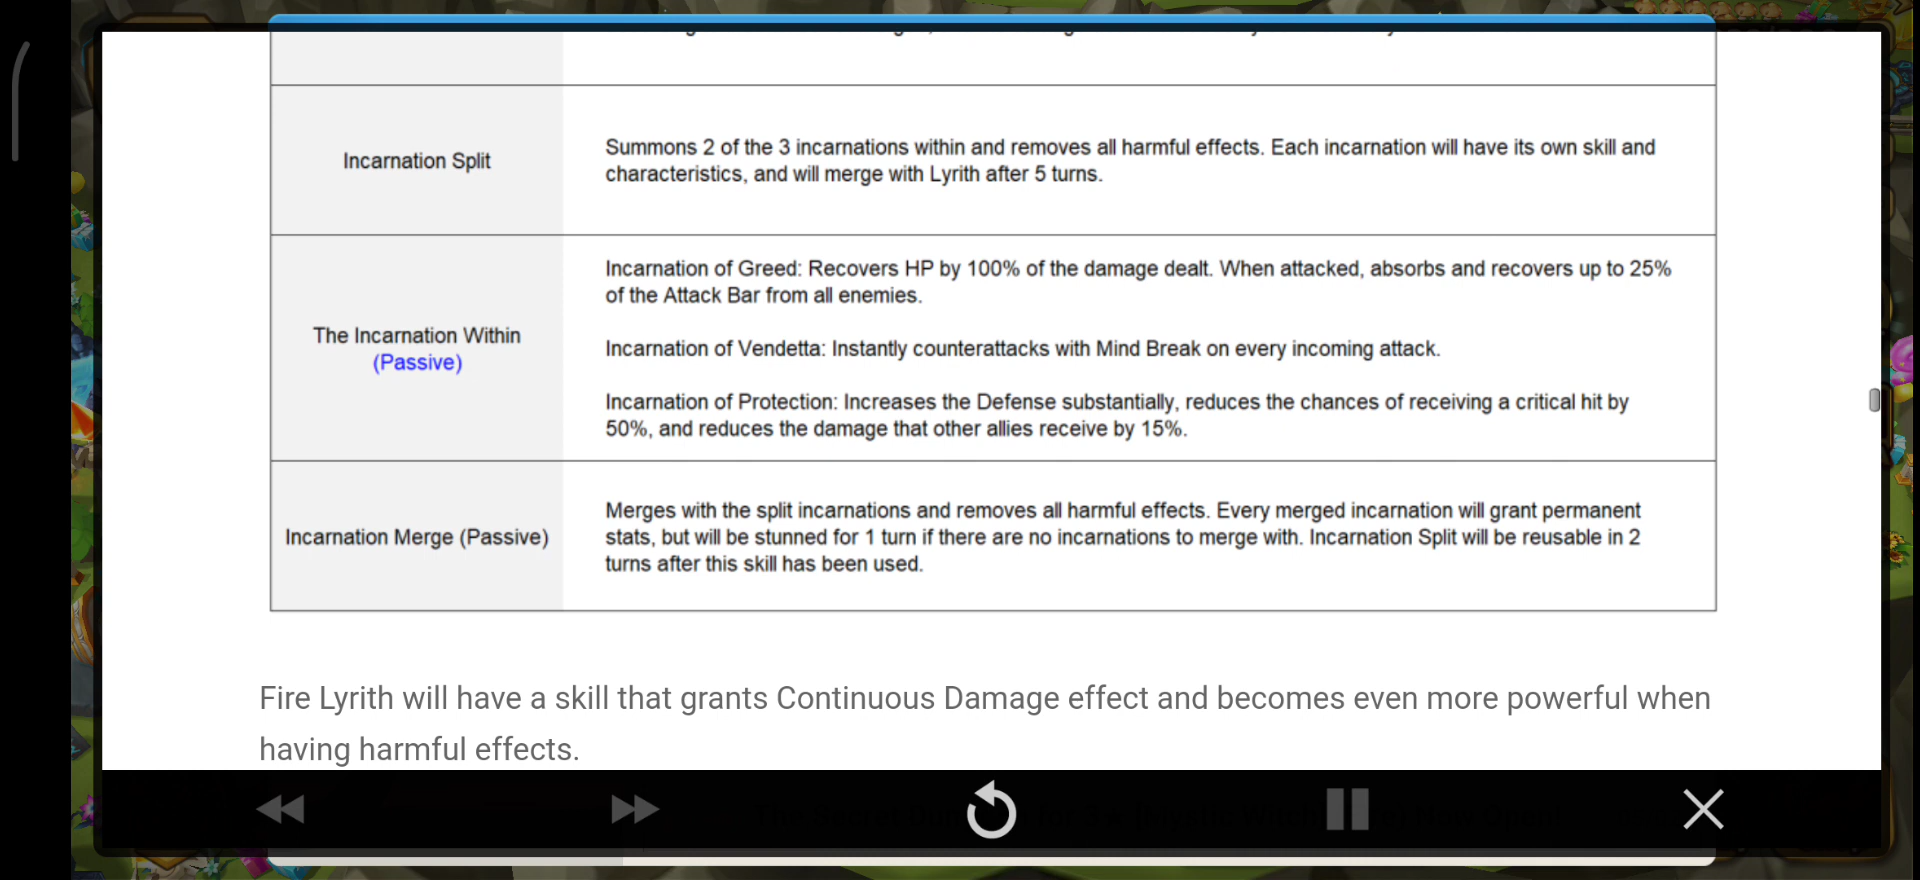 Incarnation Split
Summons 2 of the 3 incarnations within and removes all harmful effects. Each incarnation will have its own skill and
characteristics, and will merge with Lyrith after 5 turns.
The Incarnation Within
(Passive)
Incarnation of Greed: Recovers HP by 100% of the damage dealt. When attacked, absorbs and recovers up to 25%
of the Attack Bar from all enemies.
Incarnation of Vendetta: Instantly counterattacks with Mind Break on every incoming attack.
Incarnation of Protection: Increases the Defense substantially, reduces the chances of receiving a critical hit by
50%, and reduces the damage that other allies receive by 15%.
Incarnation Merge (Passive)
Merges with the split incarnations and removes all harmful effects. Every merged incarnation will grant permanent
stats, but will be stunned for 1 turn if there are no incarnations to merge with. Incarnation Split will be reusable in 2
turns after this skill has been used.
Fire Lyrith will have a skill that grants Continuous Damage effect and becomes even more powerful when
having harmful effects.